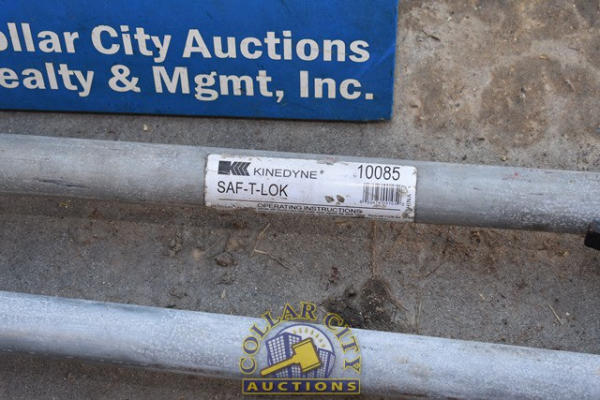 ollar City Auctions
ealty & Mgmt, Inc.
KINEDYNE®
10085
SAF-T-LOK
OPERATING INSTRUCTIONS
COLLAR CITY
AUCTIONS